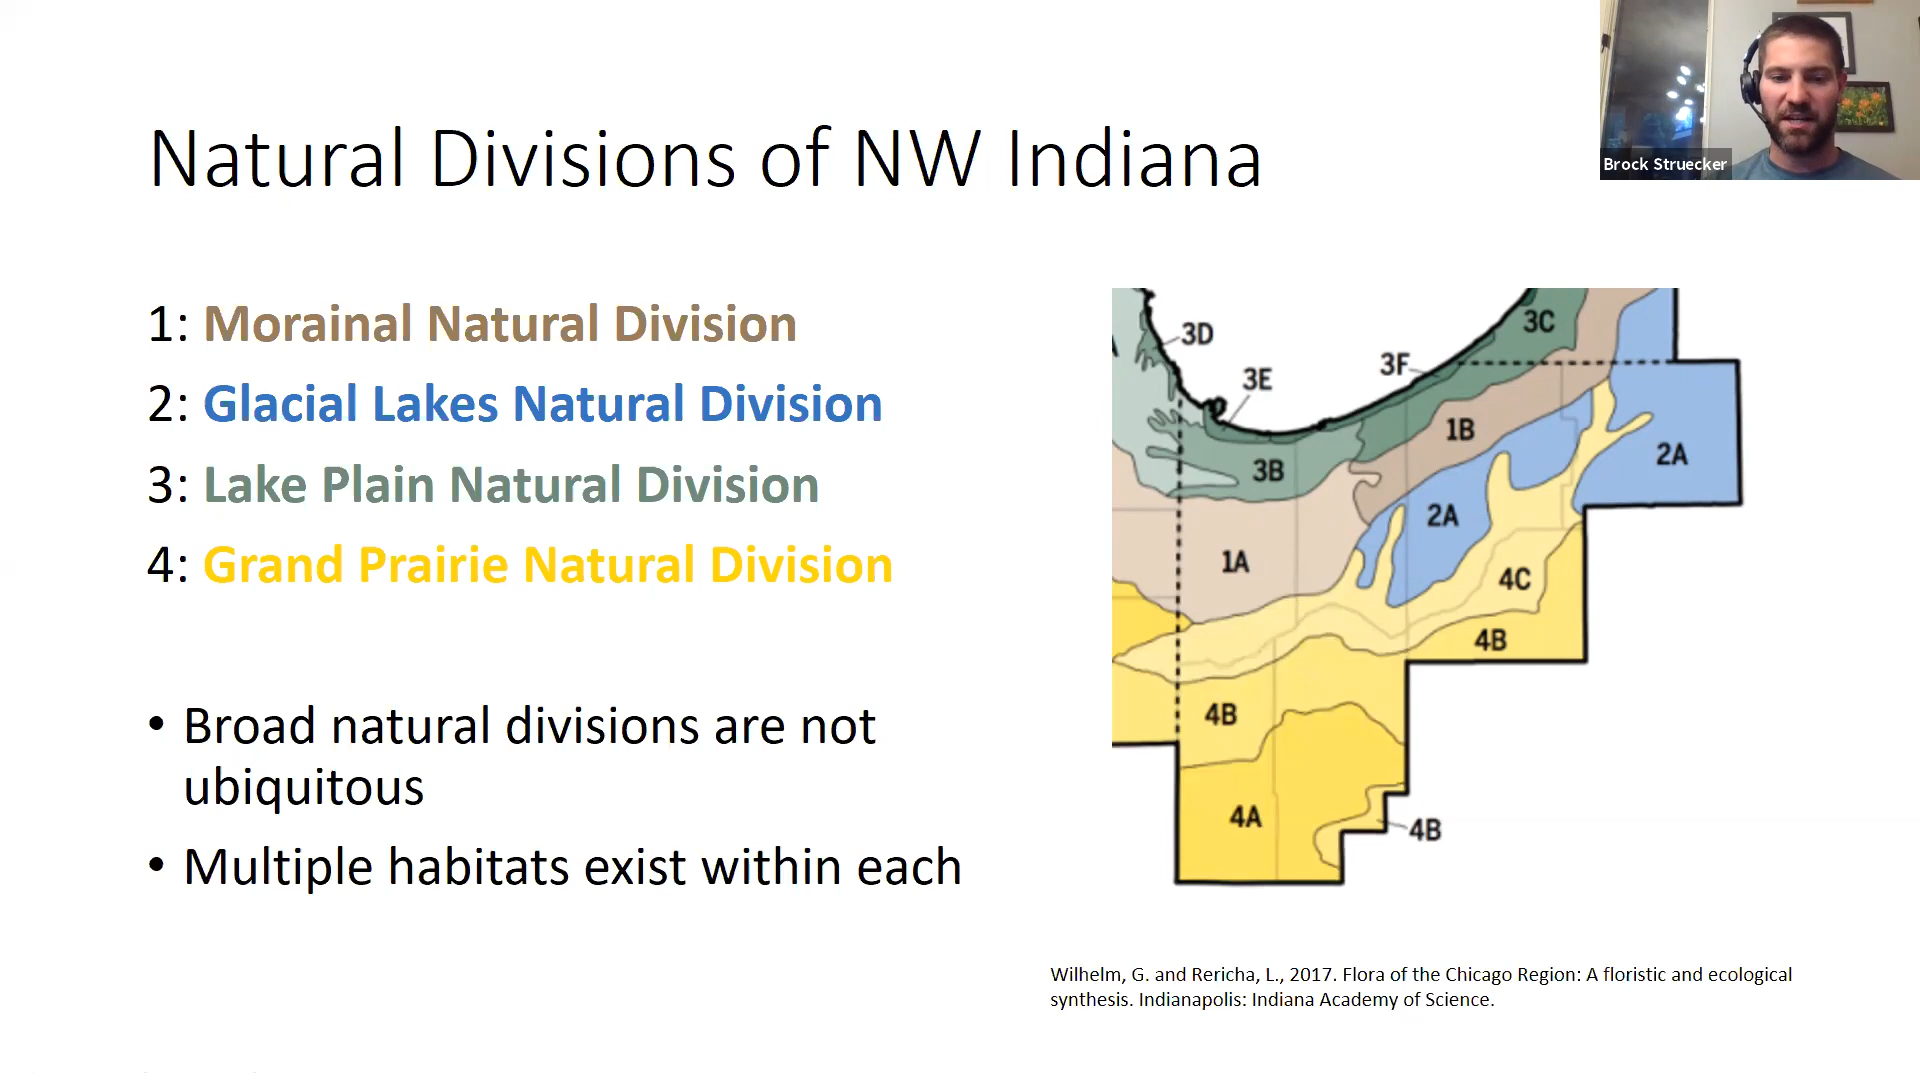 Brock Struecker
Natural Divisions of NW Indiana
1: Morainal Natural Division
2: Glacial Lakes Natural Division
3: Lake Plain Natural Division
4: Grand Prairie Natural Division
• Broad natural divisions are not
ubiquitous
• Multiple habitats exist within each
3D
3C
3E
3F
1B
2A
3B
2A
1A
4C
4B
4B
4A
4B
Wilhelm, G. and Rericha, L., 2017. Flora of the Chicago Region: A floristic and ecological
synthesis. Indianapolis: Indiana Academy of Science.